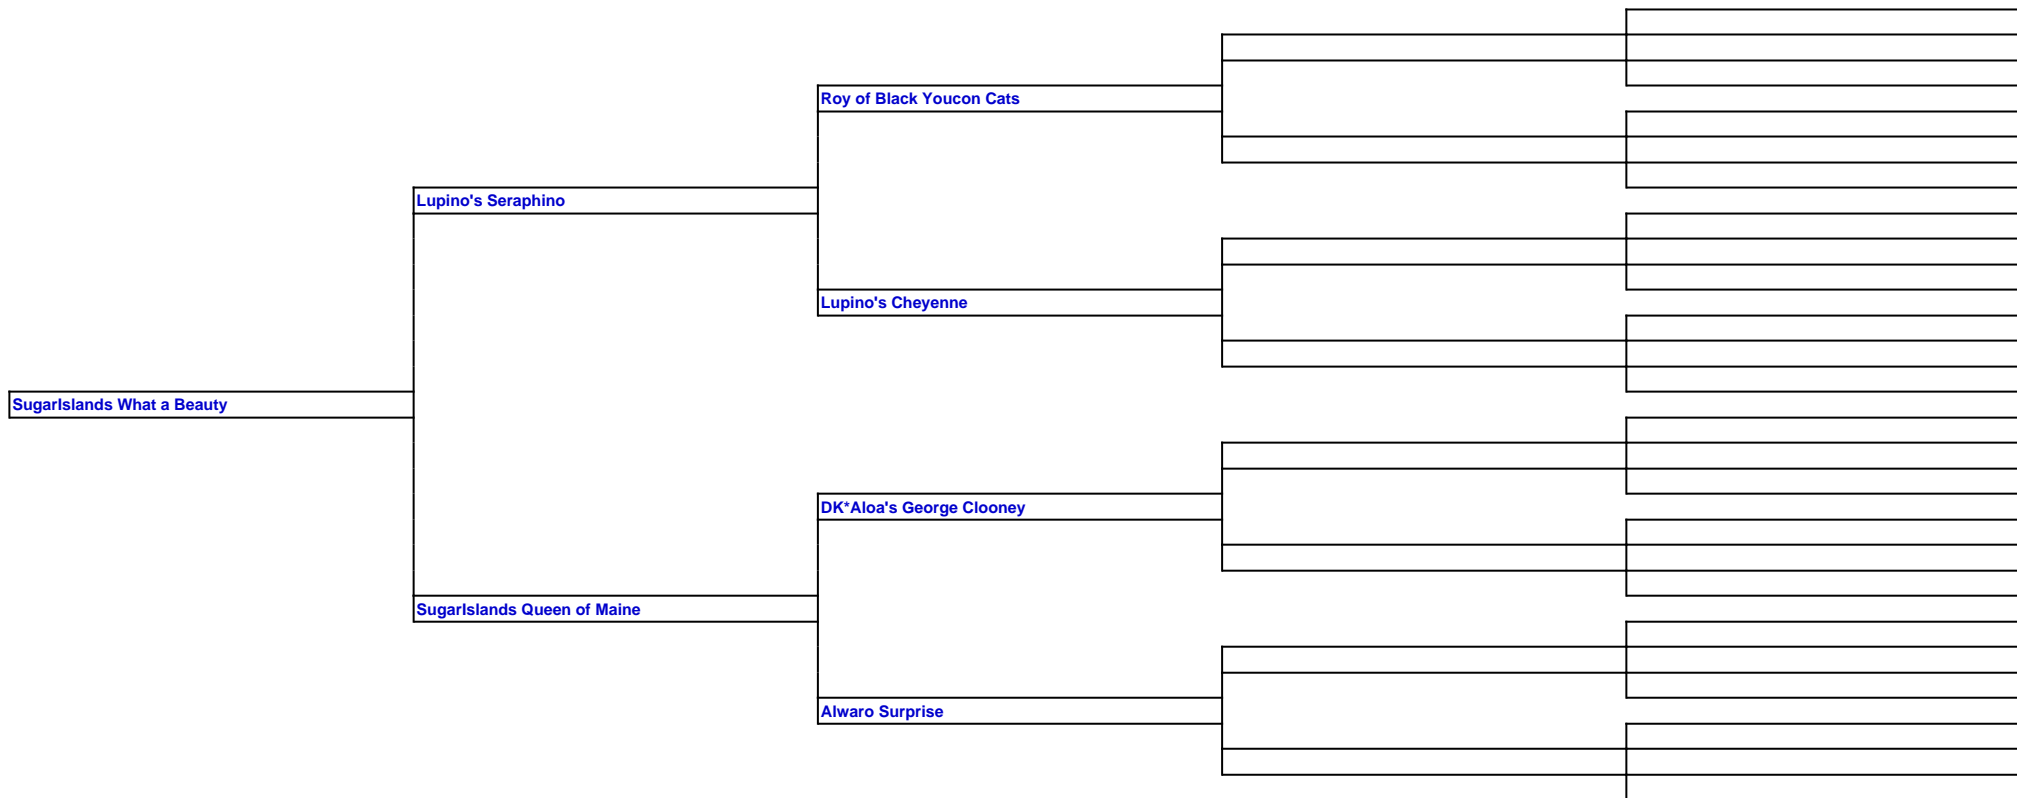 Roy of Black Youcon Cats
Lupino's Seraphino
Lupino's Cheyenne
SugarIslands What a Beauty
DK*Aloa's George Clooney
SugarIslands Queen of Maine
Alwaro Surprise